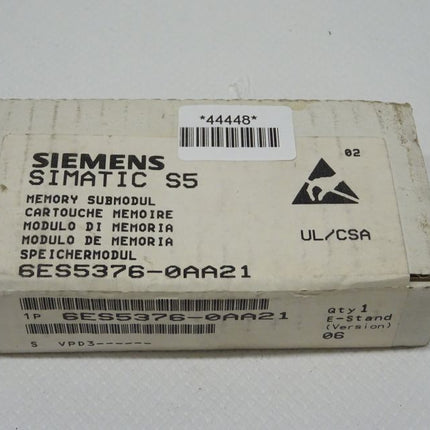 *44448*
SIEMENS
SIMATIC S5
MEMORY SUBMODUL
CARTOUCHE MEMOIRE
MODULO DI MEMORIA
MODULO DE MEMORIA
SPEICHERMODUL
6ES5376-0AA21
02
UL/CSA
1P 6ES5376-0AA21
S VPD3------
Qty 1
E-Stand
(Version)
06